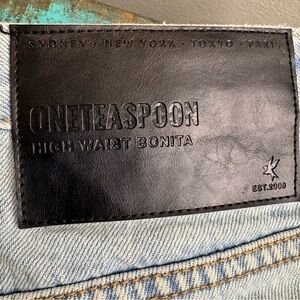 SYDNEY · NEW YORK · TOKYO · PARIS
ONETEASPOON
HIGH WAIST BONITA
EST.2000